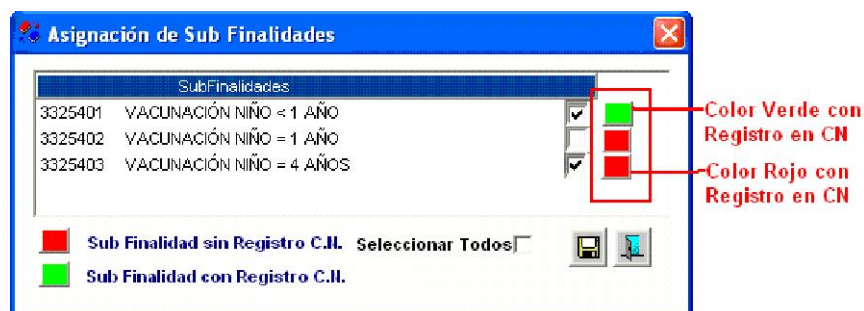 Asignación de Sub Finalidades
SubFinalidades
3325401 VACUNACIÓN NIÑO < 1 AÑO
3325402 VACUNACIÓN NIÑO = 1 AÑO
3325403 VACUNACIÓN NIÑO = 4 AÑOS
Color Verde con
Registro en CN
Color Rojo con
Registro en CN
Sub Finalidad sin Registro C.N. Seleccionar Todos
Sub Finalidad con Registro C.N.